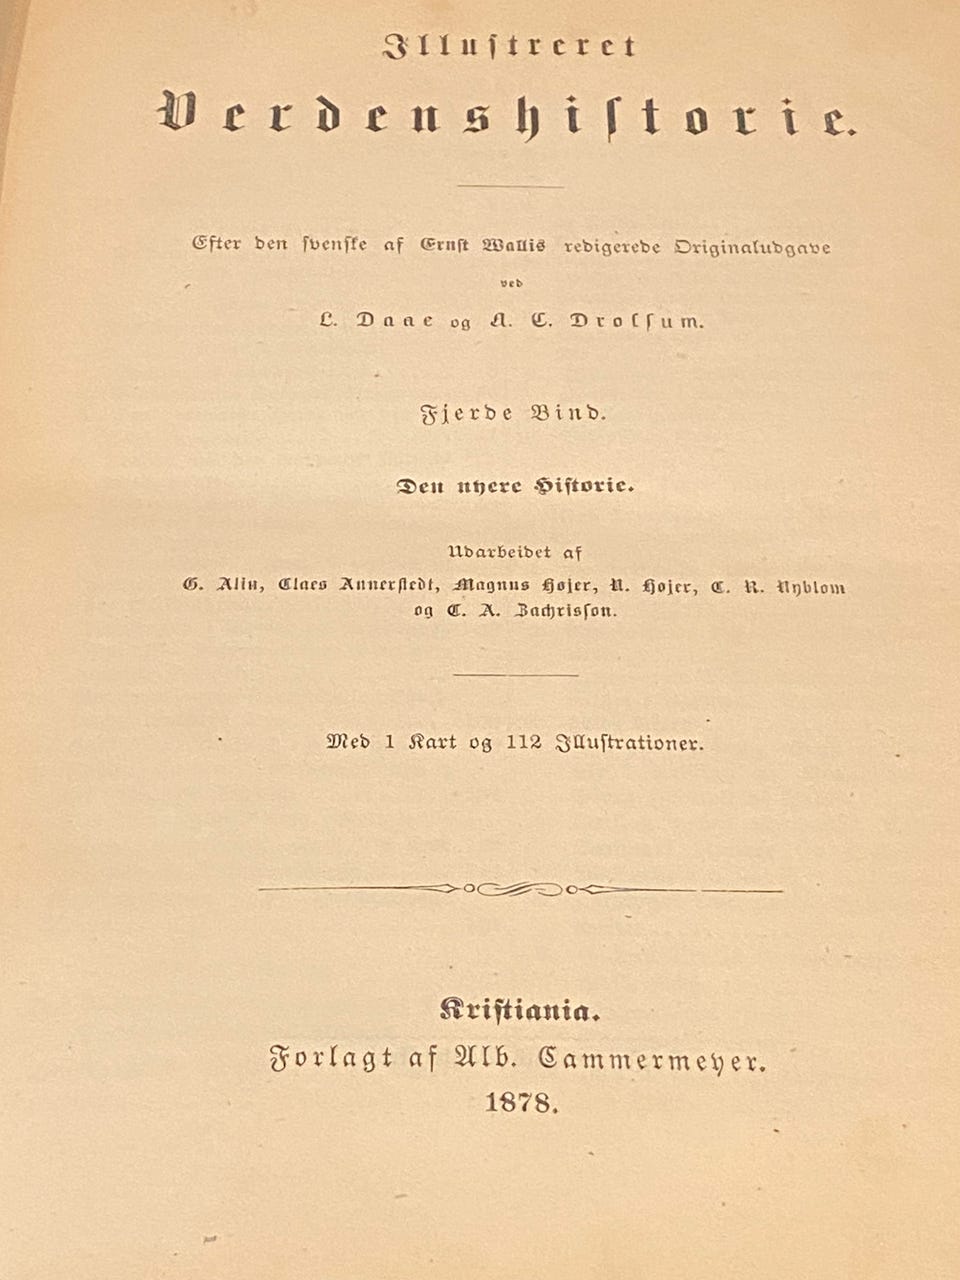 Illuſtreret
Verdenshiſtorie.
Efter den ſvenſke af Ernſt Wallis redigerede Originaludgave
ved
L. Daae og A. C. Drolſum.
Fjerde Bind.
Den nyere Hiſtorie.
Udarbeidet af
G. Alin, Claes Annerſtedt, Magnus Højer, N. Højer, C. R. Nyblom
og C. A. Zachrisſon.
Med 1 Kart og 112 Illuſtrationer.
Kriſtiania.
Forlagt af Alb. Cammermeyer.
1878.